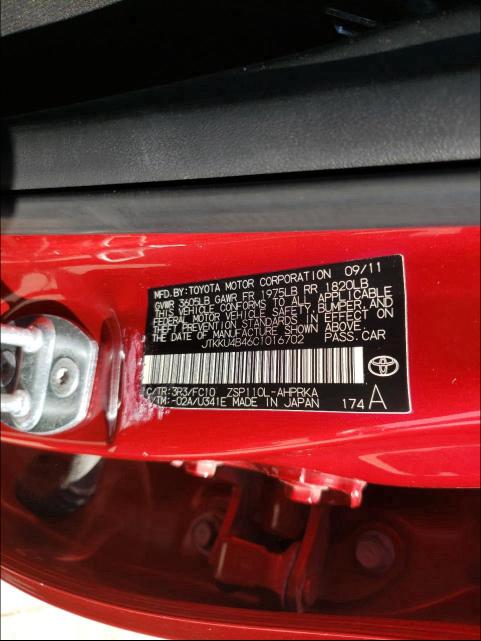 MFD.BY:TOYOTA MOTOR CORPORATION 09/11
GVWR 3605LB GAWR FR 1975LB RR 1820LB
THIS VEHICLE CONFORMS TO ALL APPLICABLE
FEDERAL MOTOR VEHICLE SAFETY, BUMPER, AND
THEFT PREVENTION STANDARDS IN EFFECT ON
THE DATE OF MANUFACTURE SHOWN ABOVE.
JTKKU4B46C1016702 PASS.CAR
C/TR:3R3/FC10 ZSP110L-AHPRKA
/TM:-02A/U341E MADE IN JAPAN 174 A